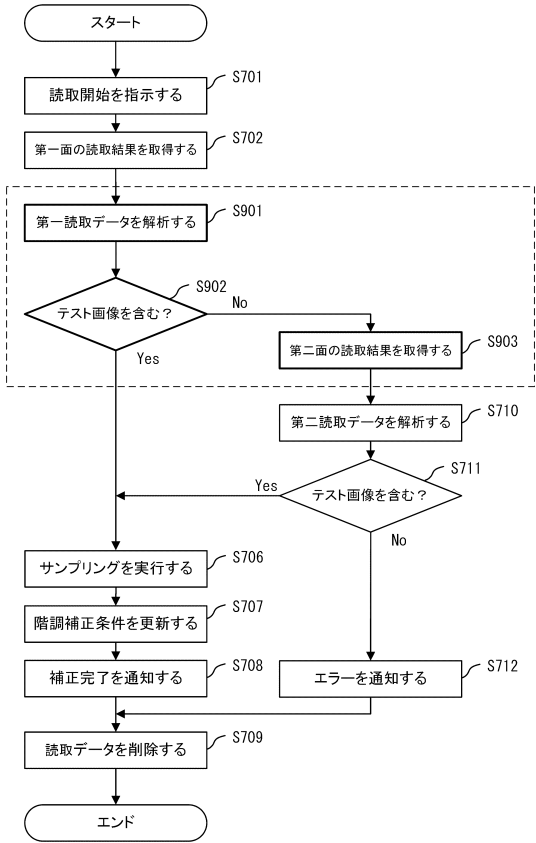 スタート
読取開始を指示する
S701
第一面の読取結果を取得する
S702
第一読取データを解析する
S901
テスト画像を含む？
S902
No
Yes
第二面の読取結果を取得する
S903
第二読取データを解析する
S710
テスト画像を含む？
S711
Yes
No
サンプリングを実行する
S706
階調補正条件を更新する
S707
補正完了を通知する
S708
エラーを通知する
S712
読取データを削除する
S709
エンド